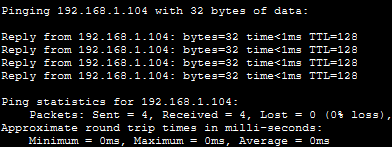 Pinging 192.168.1.104 with 32 bytes of data:
Reply from 192.168.1.104: bytes=32 time<1ms TTL=128
Reply from 192.168.1.104: bytes=32 time<1ms TTL=128
Reply from 192.168.1.104: bytes=32 time<1ms TTL=128
Reply from 192.168.1.104: bytes=32 time<1ms TTL=128
Ping statistics for 192.168.1.104:
Packets: Sent = 4, Received = 4, Lost = 0 (0% loss),
Approximate round trip times in milli-seconds:
Minimum = 0ms, Maximum = 0ms, Average = 0ms